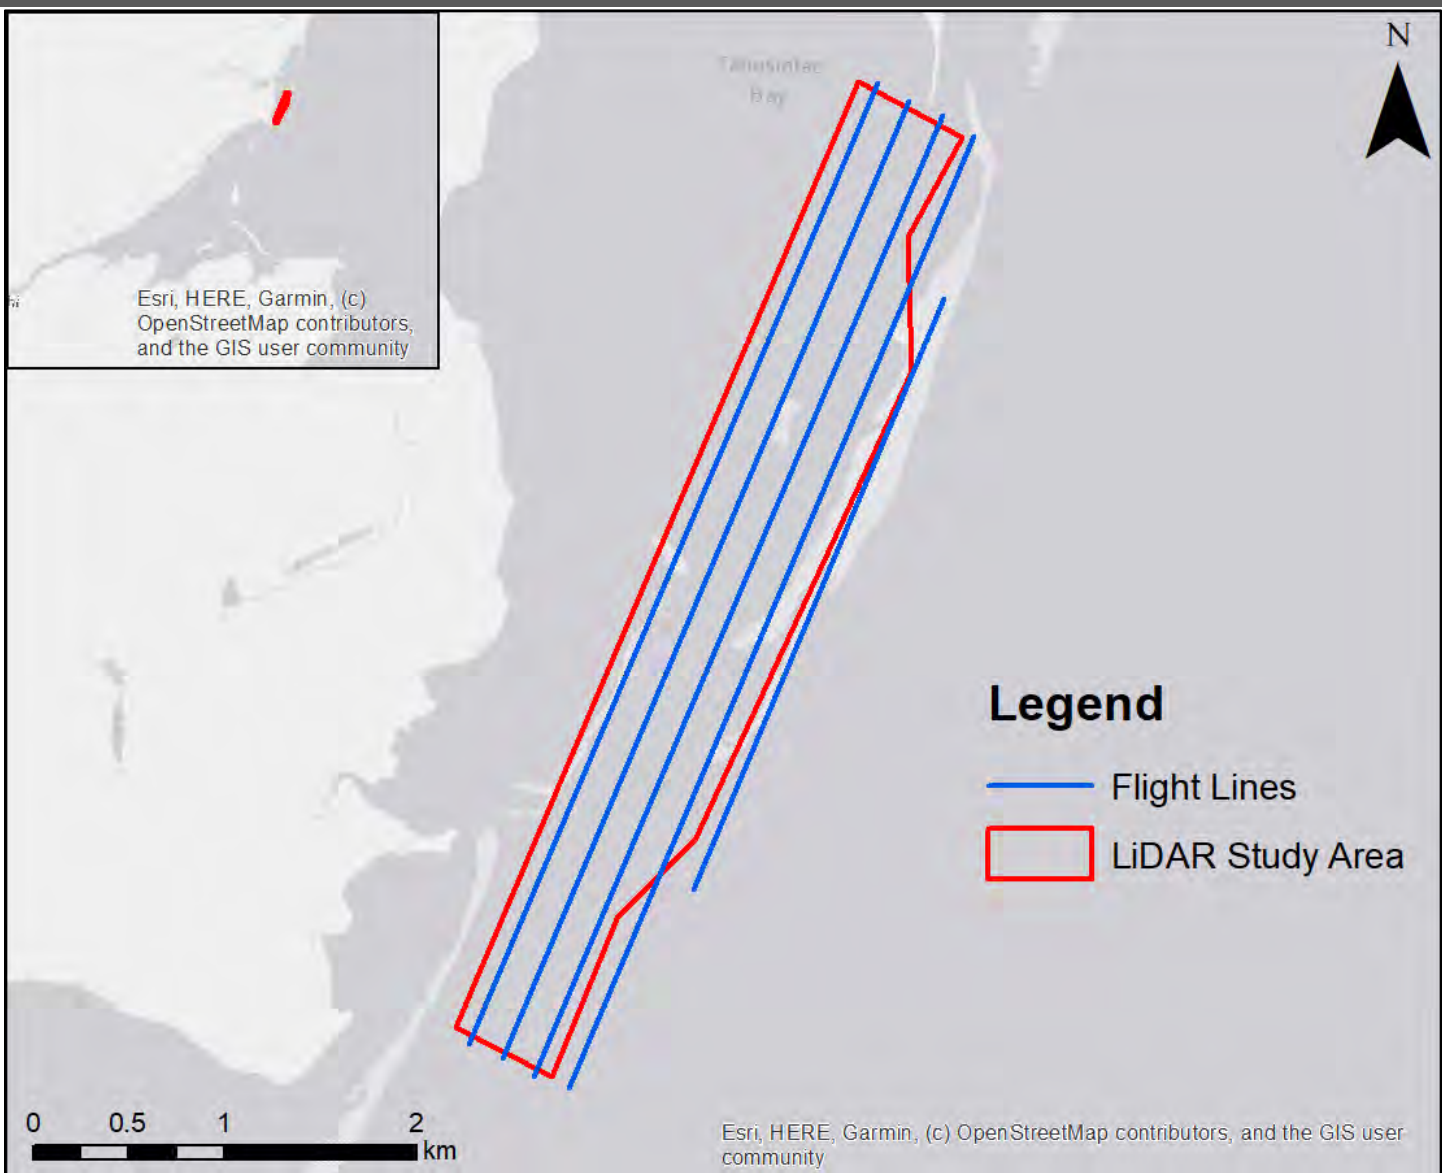 Esri, HERE, Garmin, (c)
OpenStreetMap contributors,
and the GIS user community
Bay
N
Legend
Flight Lines
LiDAR Study Area
0 0.5 1 2
km
Esri, HERE, Garmin, (c) OpenStreetMap contributors, and the GIS user
community